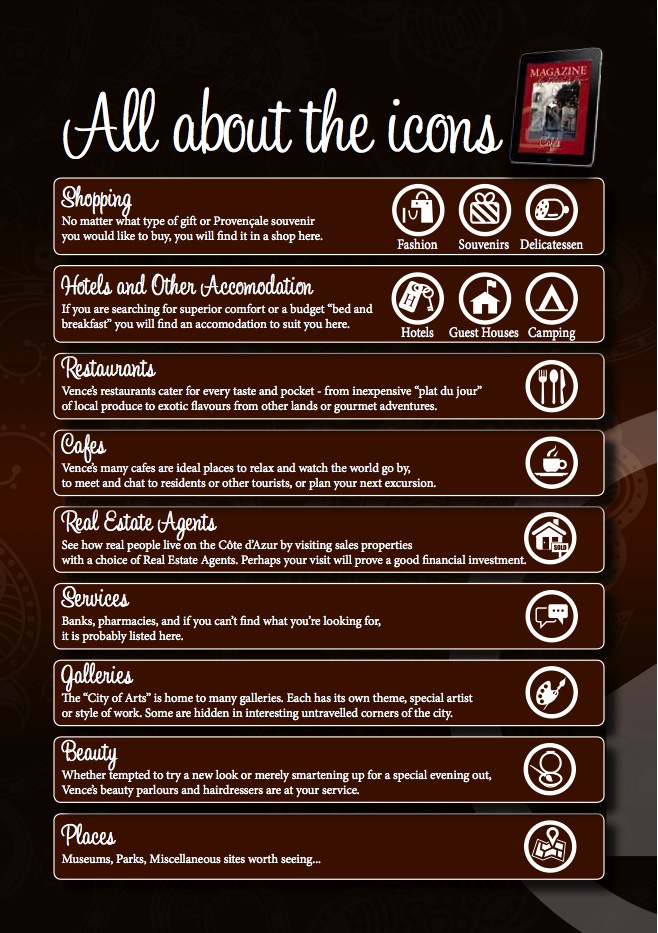 MAGAZINE
All about the icons
Shopping
No matter what type of gift or Provençale souvenir
you would like to buy, you will find it in a shop here.
Fashion
Souvenirs
Delicatessen
Hotels and Other Accomodation
If you are searching for superior comfort or a budget “bed and
breakfast” you will find an accomodation to suit you here.
H
Hotels
Guest Houses
Camping
Restaurants
Vence’s restaurants cater for every taste and pocket - from inexpensive “plat du jour”
of local produce to exotic flavours from other lands or gourmet adventures.
Cafes
Vence’s many cafes are ideal places to relax and watch the world go by,
to meet and chat to residents or other tourists, or plan your next excursion.
Real Estate Agents
See how real people live on the Côte d’Azur by visiting sales properties
with a choice of Real Estate Agents. Perhaps your visit will prove a good financial investment.
SOLD
Services
Banks, pharmacies, and if you can’t find what you’re looking for,
it is probably listed here.
Galleries
The “City of Arts” is home to many galleries. Each has its own theme, special artist
or style of work. Some are hidden in interesting untravelled corners of the city.
Beauty
Whether tempted to try a new look or merely smartening up for a special evening out,
Vence’s beauty parlours and hairdressers are at your service.
Places
Museums, Parks, Miscellaneous sites worth seeing...